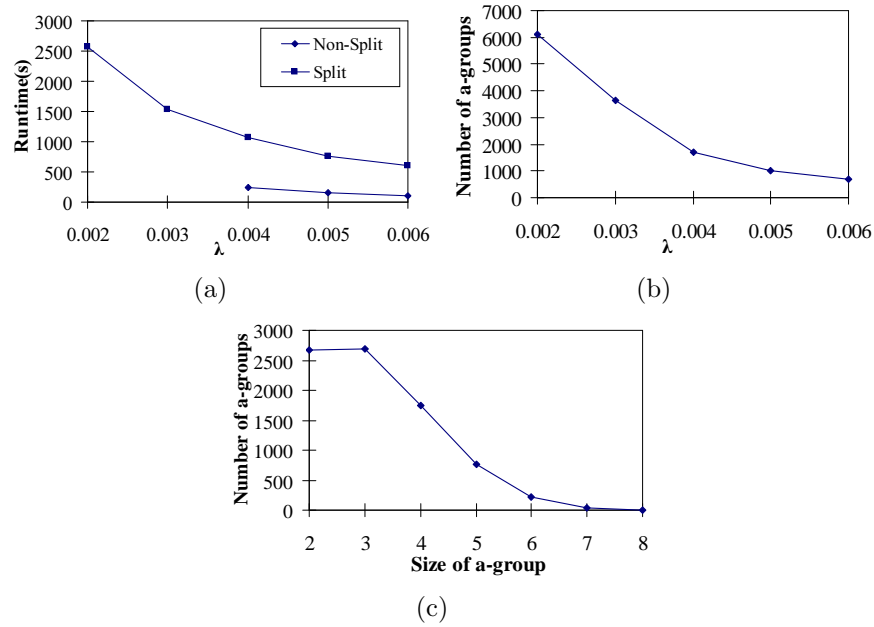 3000
2500
2000
1500
1000
500
0
Runtime(s)
Non-Split
Split
0.002 0.003 0.004 0.005 0.006
λ
(a)
7000
6000
5000
4000
3000
2000
1000
0
Number of a-groups
0.002 0.003 0.004 0.005 0.006
λ
(b)
3000
2500
2000
1500
1000
500
0
Number of a-groups
2 3 4 5 6 7 8
Size of a-group
(c)